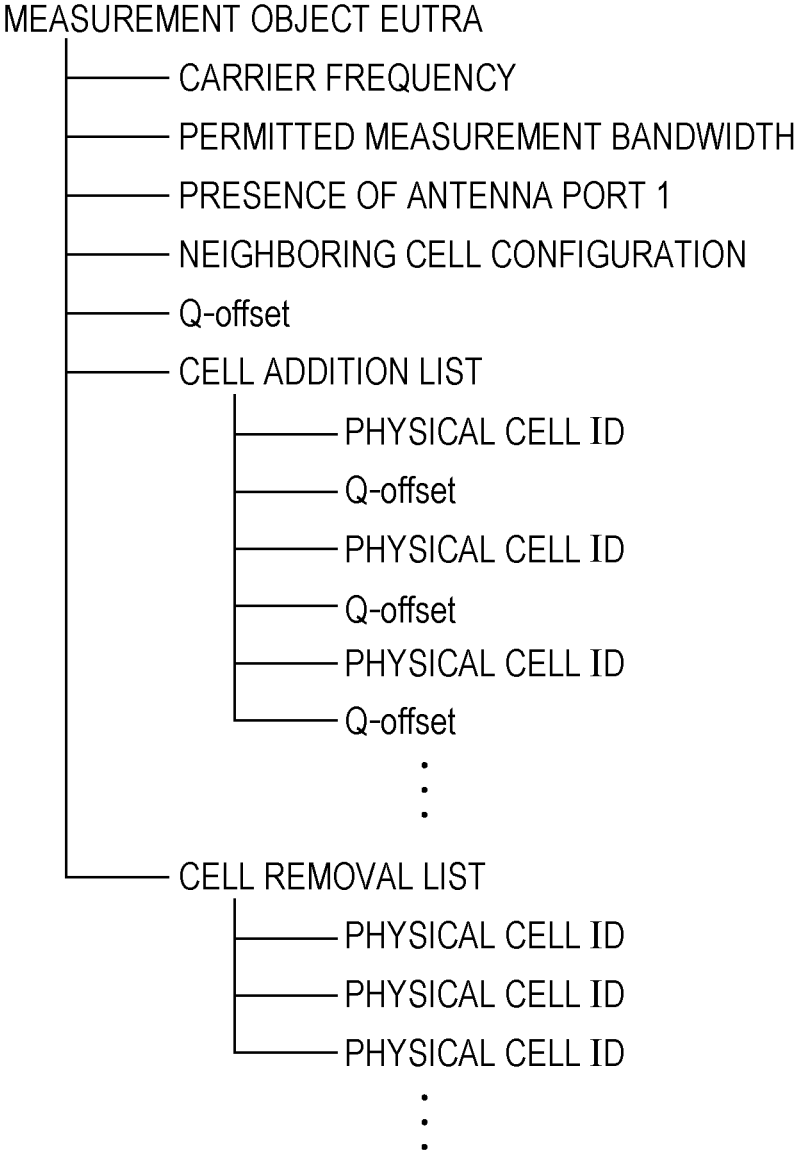 MEASUREMENT OBJECT EUTRA
CARRIER FREQUENCY
PERMITTED MEASUREMENT BANDWIDTH
PRESENCE OF ANTENNA PORT 1
NEIGHBORING CELL CONFIGURATION
Q-offset
CELL ADDITION LIST
PHYSICAL CELL ID
Q-offset
PHYSICAL CELL ID
Q-offset
PHYSICAL CELL ID
Q-offset
CELL REMOVAL LIST
PHYSICAL CELL ID
PHYSICAL CELL ID
PHYSICAL CELL ID